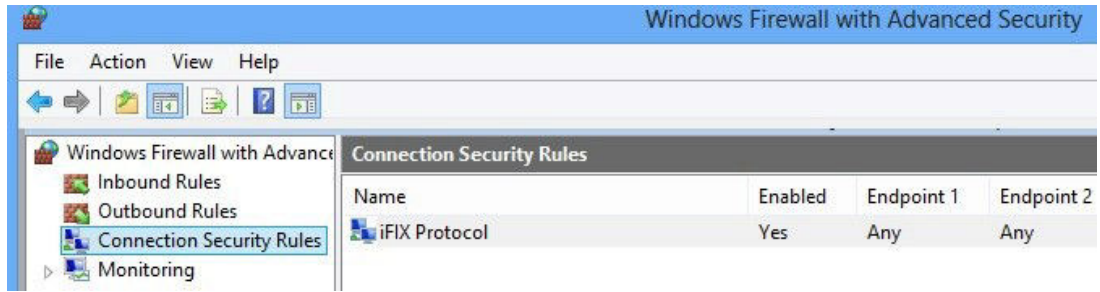 Windows Firewall with Advanced Security
File Action View Help
Windows Firewall with Advance
Inbound Rules
Outbound Rules
Connection Security Rules
Monitoring
Connection Security Rules
Name Enabled Endpoint 1 Endpoint 2
iFIX Protocol Yes Any Any